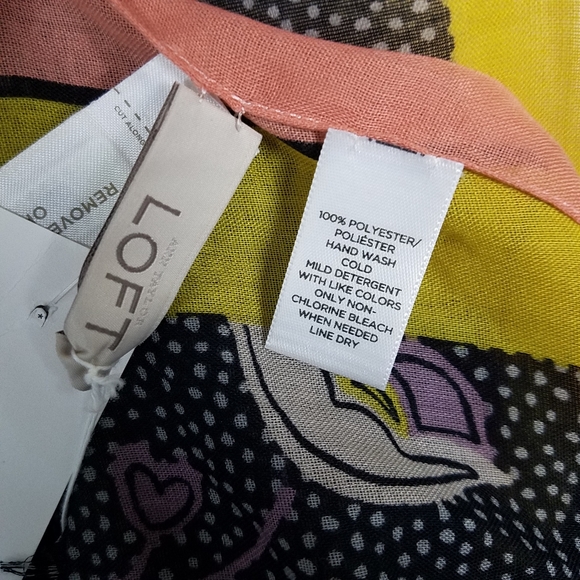 CUT ALONG
REMOVE
LOFT
ANN TAYLOR
100% POLYESTER/
POLIÉSTER
HAND WASH
COLD
MILD DETERGENT
WITH LIKE COLORS
ONLY NON-
CHLORINE BLEACH
WHEN NEEDED
LINE DRY